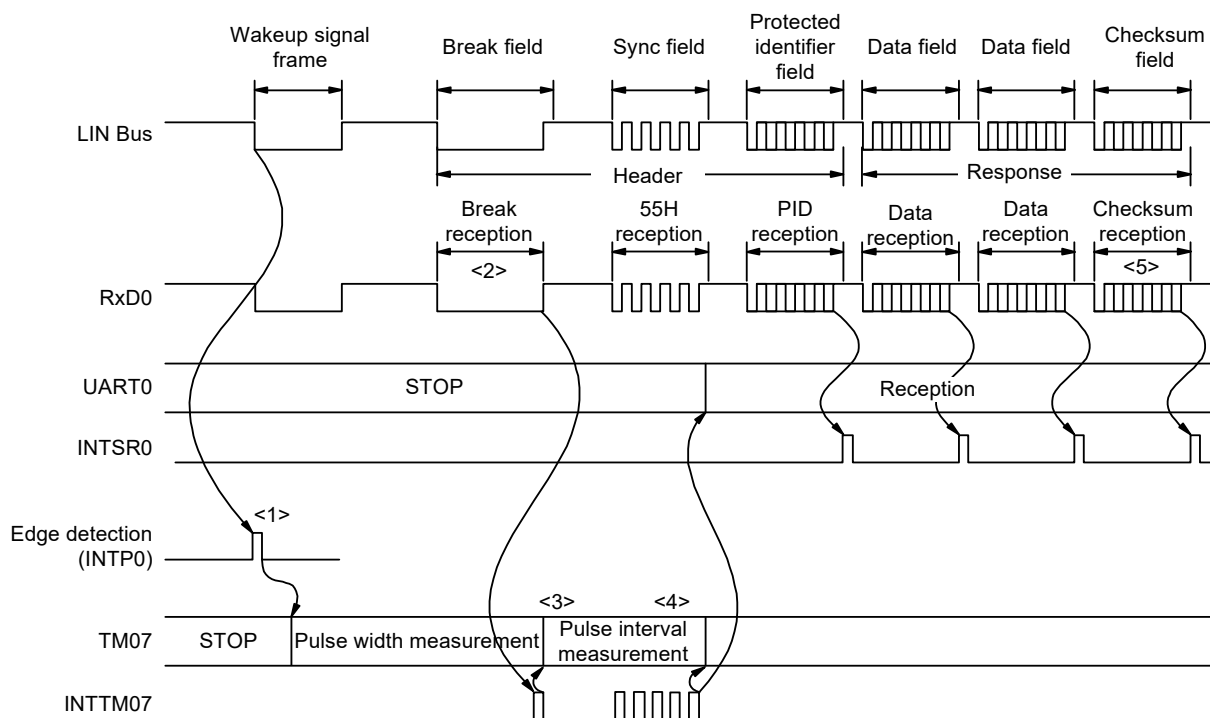 Wakeup signal
frame
Break field
Sync field
Protected
identifier
field
Data field
Data field
Checksum
field
LIN Bus
Header
Response
Break
reception
<2>
55H
reception
PID
reception
Data
reception
Data
reception
Checksum
reception
<5>
RxD0
UART0
STOP
Reception
INTSR0
<1>
Edge detection
(INTP0)
<3>
<4>
TM07
STOP
Pulse width measurement
Pulse interval
measurement
INTTM07